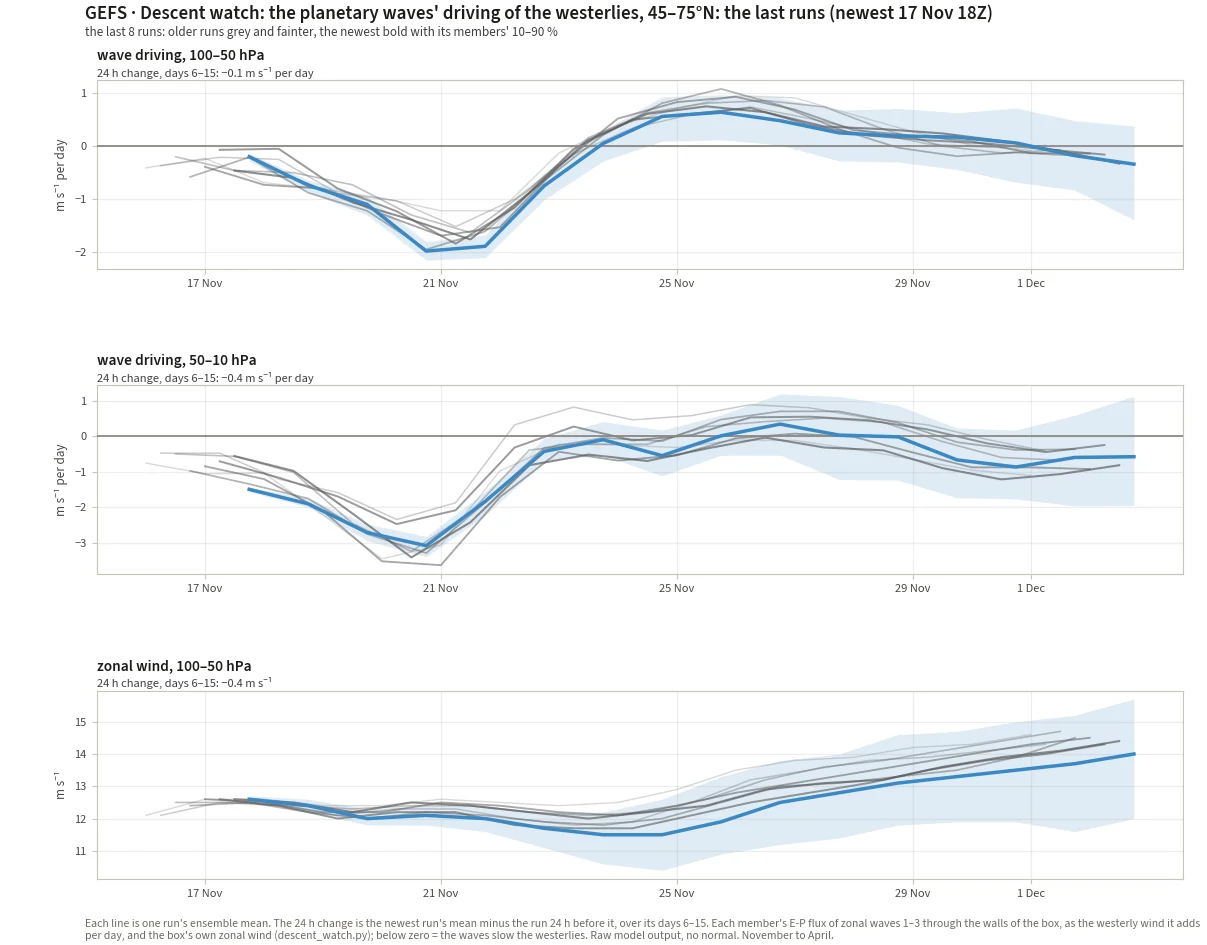 GEFS · Descent watch: the planetary waves' driving of the westerlies, 45–75°N: the last runs (newest 17 Nov 18Z)
the last 8 runs: older runs grey and fainter, the newest bold with its members' 10–90 %
wave driving, 100–50 hPa
24 h change, days 6–15: −0.1 m s⁻¹ per day
m s⁻¹ per day
1
0
−1
−2
17 Nov
21 Nov
25 Nov
29 Nov
1 Dec
wave driving, 50–10 hPa
24 h change, days 6–15: −0.4 m s⁻¹ per day
m s⁻¹ per day
1
0
−1
−2
−3
17 Nov
21 Nov
25 Nov
29 Nov
1 Dec
zonal wind, 100–50 hPa
24 h change, days 6–15: −0.4 m s⁻¹
m s⁻¹
15
14
13
12
11
17 Nov
21 Nov
25 Nov
29 Nov
1 Dec
Each line is one run's ensemble mean. The 24 h change is the newest run's mean minus the run 24 h before it, over its days 6–15. Each member's E-P flux of zonal waves 1–3 through the walls of the box, as the westerly wind it adds
per day, and the box's own zonal wind (descent_watch.py); below zero = the waves slow the westerlies. Raw model output, no normal. November to April.